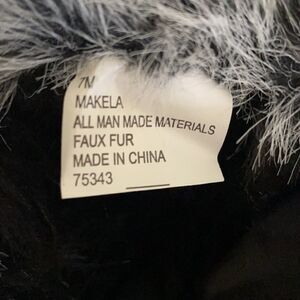 7M
MAKELA
ALL MAN MADE MATERIALS
FAUX FUR
MADE IN CHINA
75343